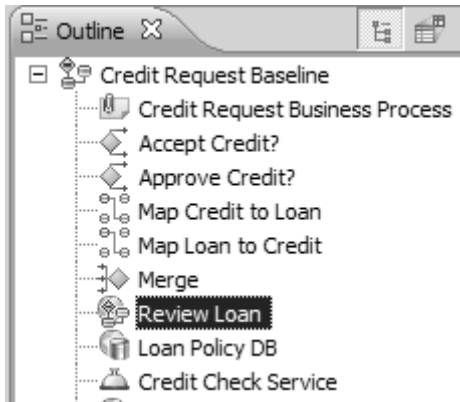 Outline
Credit Request Baseline
Credit Request Business Process
Accept Credit?
Approve Credit?
Map Credit to Loan
Map Loan to Credit
Merge
Review Loan
Loan Policy DB
Credit Check Service